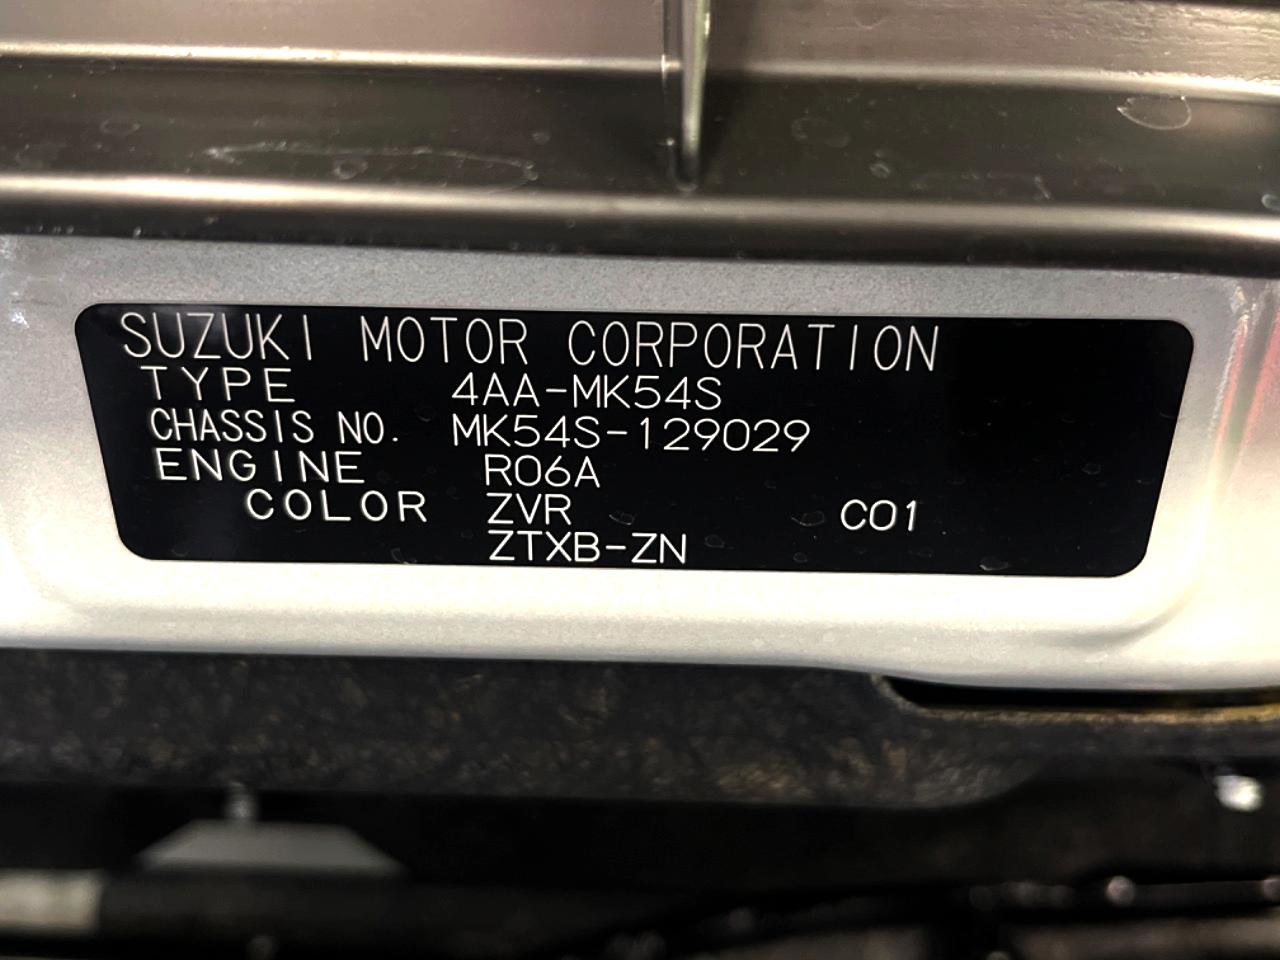 SUZUKI MOTOR CORPORATION
TYPE 4AA-MK54S
CHASSIS NO. MK54S-129029
ENGINE R06A
COLOR ZVR C01
ZTXB-ZN